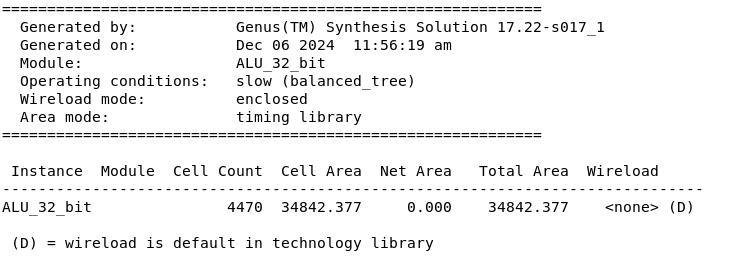 ============================================================
  Generated by:           Genus(TM) Synthesis Solution 17.22-s017_1
  Generated on:           Dec 06 2024  11:56:19 am
  Module:                 ALU_32_bit
  Operating conditions:   slow (balanced_tree)
  Wireload mode:          enclosed
  Area mode:              timing library
============================================================

 Instance  Module  Cell Count  Cell Area  Net Area   Total Area  Wireload
------------------------------------------------------------------------------
ALU_32_bit               4470  34842.377     0.000    34842.377    <none> (D)

 (D) = wireload is default in technology library